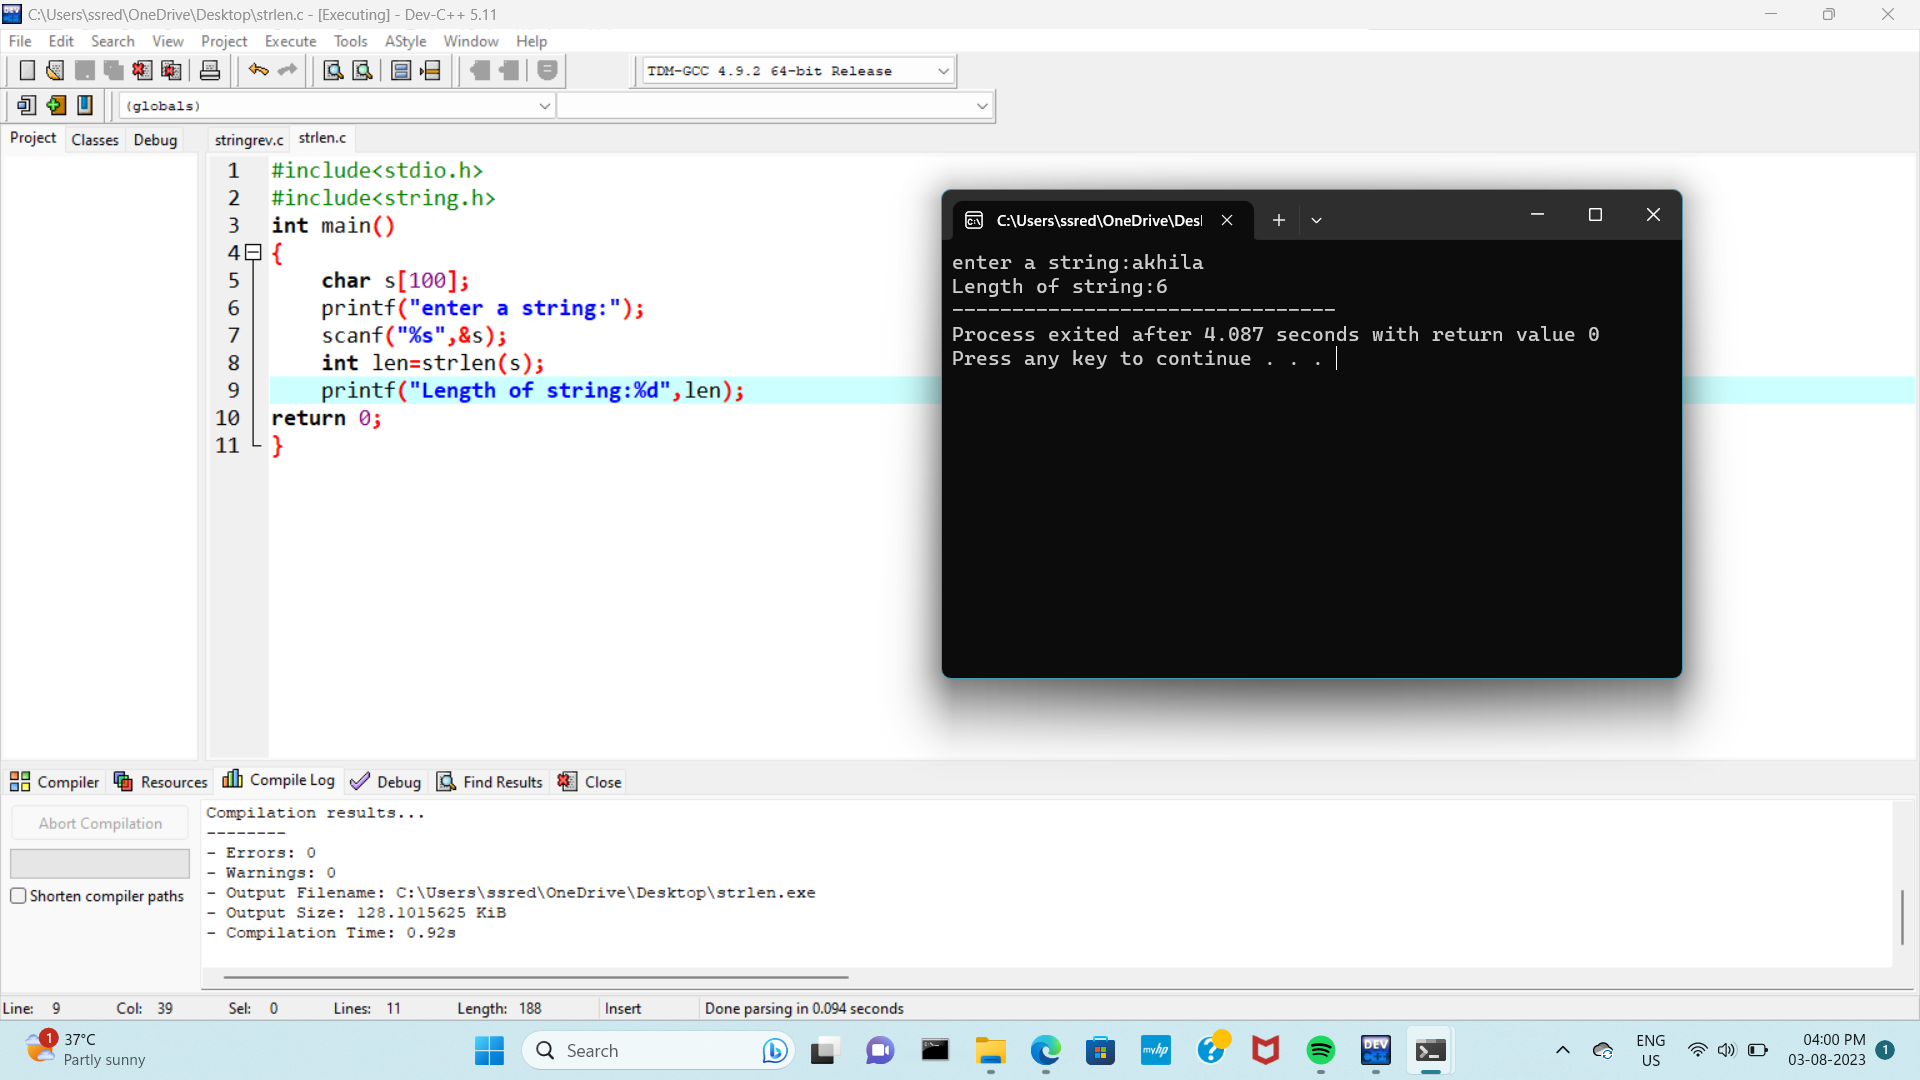 C:\Users\ssred\OneDrive\Desktop\strlen.c - [Executing] - Dev-C++ 5.11
File Edit Search View Project Execute Tools AStyle Window Help
TDM-GCC 4.9.2 64-bit Release
(globals)
Project Classes Debug stringrev.c strlen.c
1 #include<stdio.h>
2 #include<string.h>
3 int main()
4 {
5 char s[100];
6 printf("enter a string:");
7 scanf("%s",&s);
8 int len=strlen(s);
9 printf("Length of string:%d",len);
10 return 0;
11 }
C:\Users\ssred\OneDrive\Des
enter a string:akhila
Length of string:6
--------------------------------
Process exited after 4.087 seconds with return value 0
Press any key to continue . . .
Compiler Resources Compile Log Debug Find Results Close
Abort Compilation
Shorten compiler paths
Compilation results...
--------
- Errors: 0
- Warnings: 0
- Output Filename: C:\Users\ssred\OneDrive\Desktop\strlen.exe
- Output Size: 128.1015625 KiB
- Compilation Time: 0.92s
Line: 9 Col: 39 Sel: 0 Lines: 11 Length: 188 Insert Done parsing in 0.094 seconds
1
37°C
Partly sunny
Search
myhp
DEV
C++
ENG
US
04:00 PM
03-08-2023
1